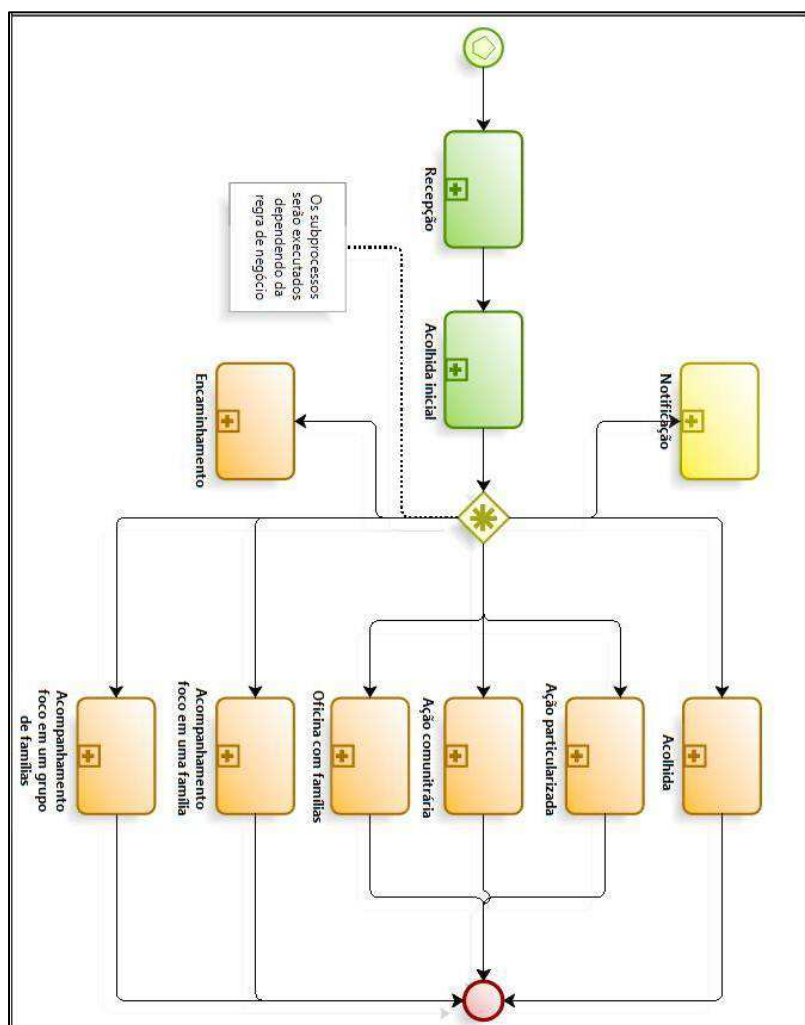 Recepção
Os subprocessos
serão executados
dependendo da
regra de negócio
Acolhida inicial
Notificação
Encaminhamento
Acolhida
Ação particularizada
Ação comunitrária
Oficina com famílias
Acompanhamento
foco em uma família
Acompanhamento
foco em um grupo
de famílias